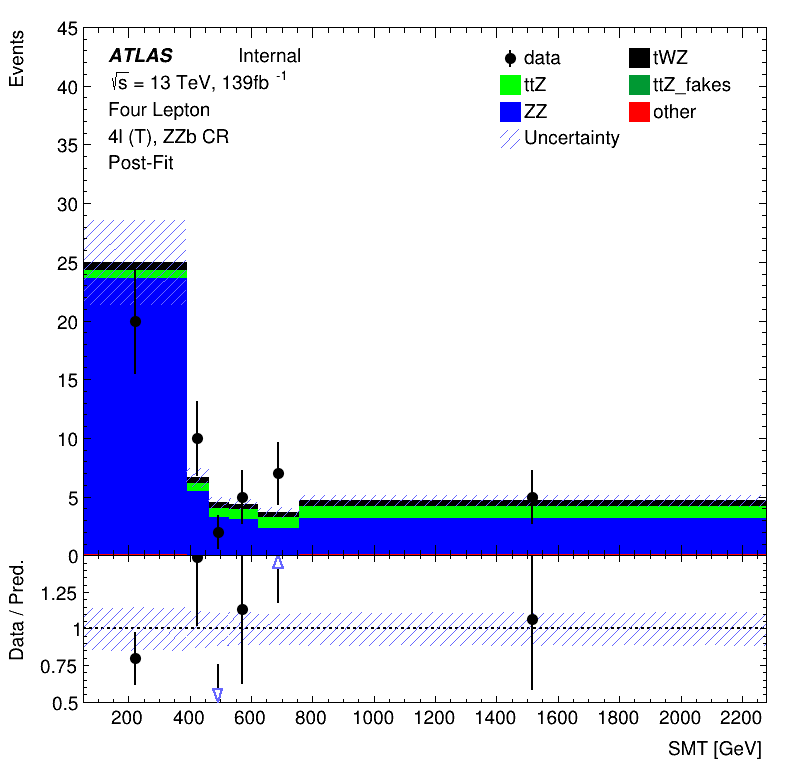 Events
45
40
35
30
25
20
15
10
5
0
ATLAS Internal
√s = 13 TeV, 139fb -1
Four Lepton
4l (T), ZZb CR
Post-Fit
data tWZ
ttZ ttZ_fakes
ZZ other
Uncertainty
Data / Pred.
1.25
1
0.75
0.5
200 400 600 800 1000 1200 1400 1600 1800 2000 2200
SMT [GeV]